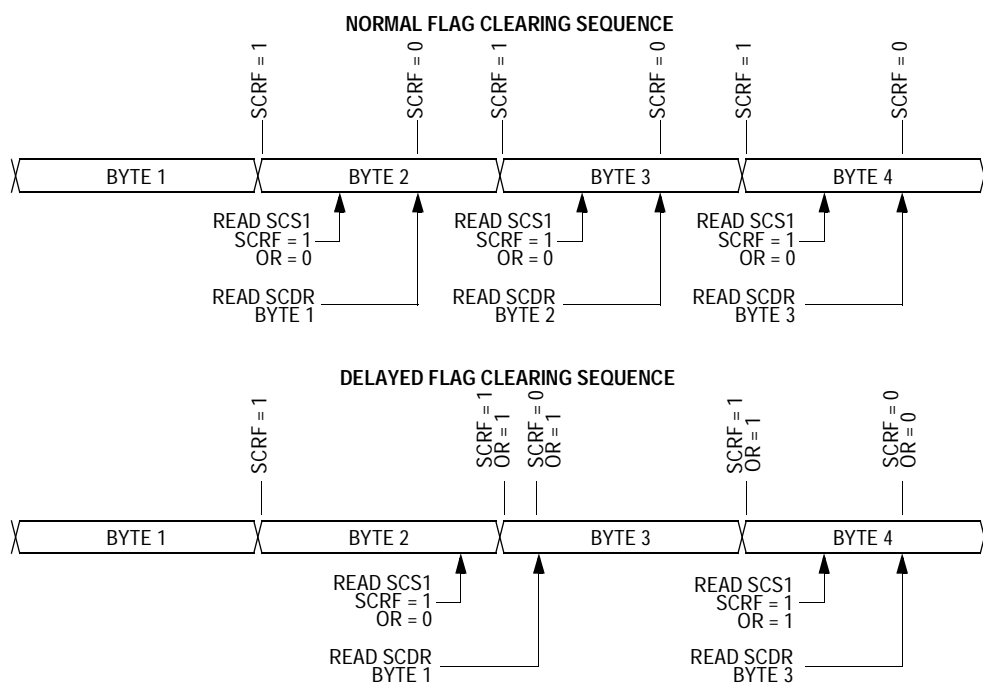 NORMAL FLAG CLEARING SEQUENCE
SCRF = 1
SCRF = 0
SCRF = 1
SCRF = 0
SCRF = 1
SCRF = 0
BYTE 1
BYTE 2
BYTE 3
BYTE 4
READ SCS1
SCRF = 1
OR = 0
READ SCS1
SCRF = 1
OR = 0
READ SCS1
SCRF = 1
OR = 0
READ SCDR
BYTE 1
READ SCDR
BYTE 2
READ SCDR
BYTE 3
DELAYED FLAG CLEARING SEQUENCE
SCRF = 1
SCRF = 1
OR = 1
SCRF = 0
OR = 1
SCRF = 1
OR = 1
SCRF = 0
OR = 0
BYTE 1
BYTE 2
BYTE 3
BYTE 4
READ SCS1
SCRF = 1
OR = 0
READ SCS1
SCRF = 1
OR = 1
READ SCDR
BYTE 1
READ SCDR
BYTE 3